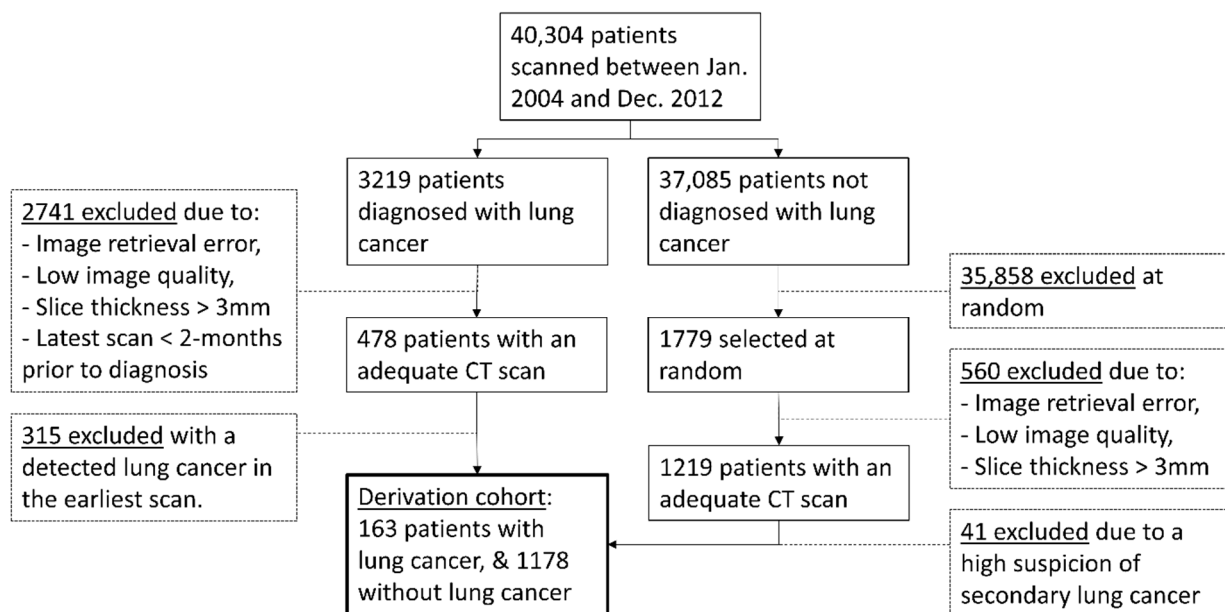 40,304 patients
scanned between Jan.
2004 and Dec. 2012
3219 patients
diagnosed with lung
cancer
37,085 patients not
diagnosed with lung
cancer
2741 excluded due to:
- Image retrieval error,
- Low image quality,
- Slice thickness > 3mm
- Latest scan < 2-months
prior to diagnosis
35,858 excluded at
random
478 patients with an
adequate CT scan
1779 selected at
random
560 excluded due to:
- Image retrieval error,
- Low image quality,
- Slice thickness > 3mm
315 excluded with a
detected lung cancer in
the earliest scan.
1219 patients with an
adequate CT scan
Derivation cohort:
163 patients with
lung cancer, & 1178
without lung cancer
41 excluded due to a
high suspicion of
secondary lung cancer